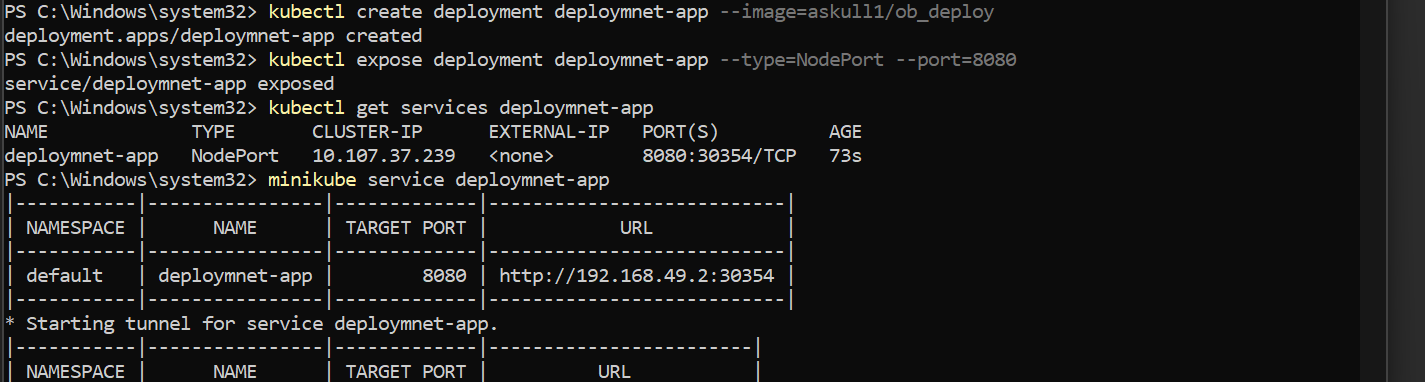 PS C:\Windows\system32> kubectl create deployment deploymnet-app --image=askull1/ob_deploy
deployment.apps/deploymnet-app created
PS C:\Windows\system32> kubectl expose deployment deploymnet-app --type=NodePort --port=8080
service/deploymnet-app exposed
PS C:\Windows\system32> kubectl get services deploymnet-app
NAME             TYPE       CLUSTER-IP      EXTERNAL-IP   PORT(S)          AGE
deploymnet-app   NodePort   10.107.37.239   <none>        8080:30354/TCP   73s
PS C:\Windows\system32> minikube service deploymnet-app
|-----------|----------------|-------------|---------------------------|
| NAMESPACE |      NAME      | TARGET PORT |            URL            |
|-----------|----------------|-------------|---------------------------|
| default   | deploymnet-app |        8080 | http://192.168.49.2:30354 |
|-----------|----------------|-------------|---------------------------|
* Starting tunnel for service deploymnet-app.
|-----------|----------------|-------------|------------------------|
| NAMESPACE |      NAME      | TARGET PORT |          URL           |